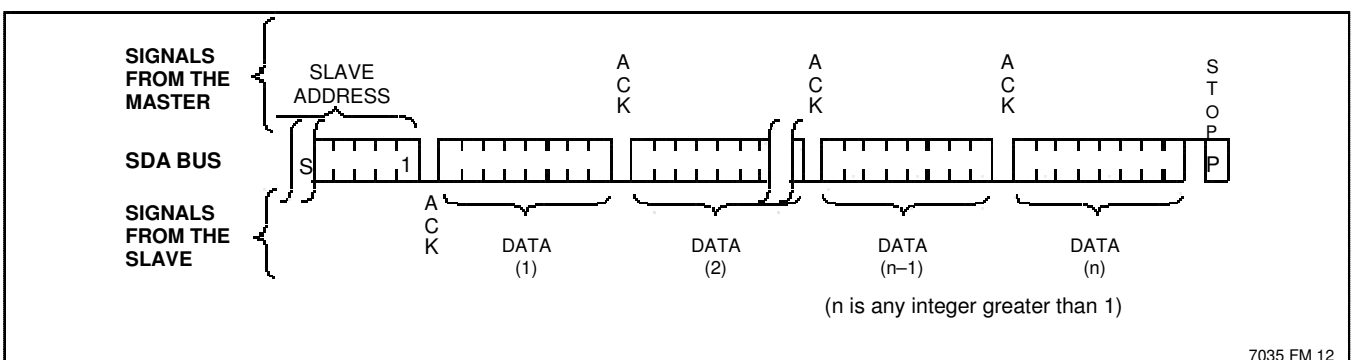 SIGNALS
FROM THE
MASTER
SLAVE
ADDRESS
A
C
K
A
C
K
A
C
K
S
T
O
P
SDA BUS
S
1
P
SIGNALS
FROM THE
SLAVE
A
C
K
DATA
(1)
DATA
(2)
DATA
(n–1)
DATA
(n)
(n is any integer greater than 1)
7035 FM 12